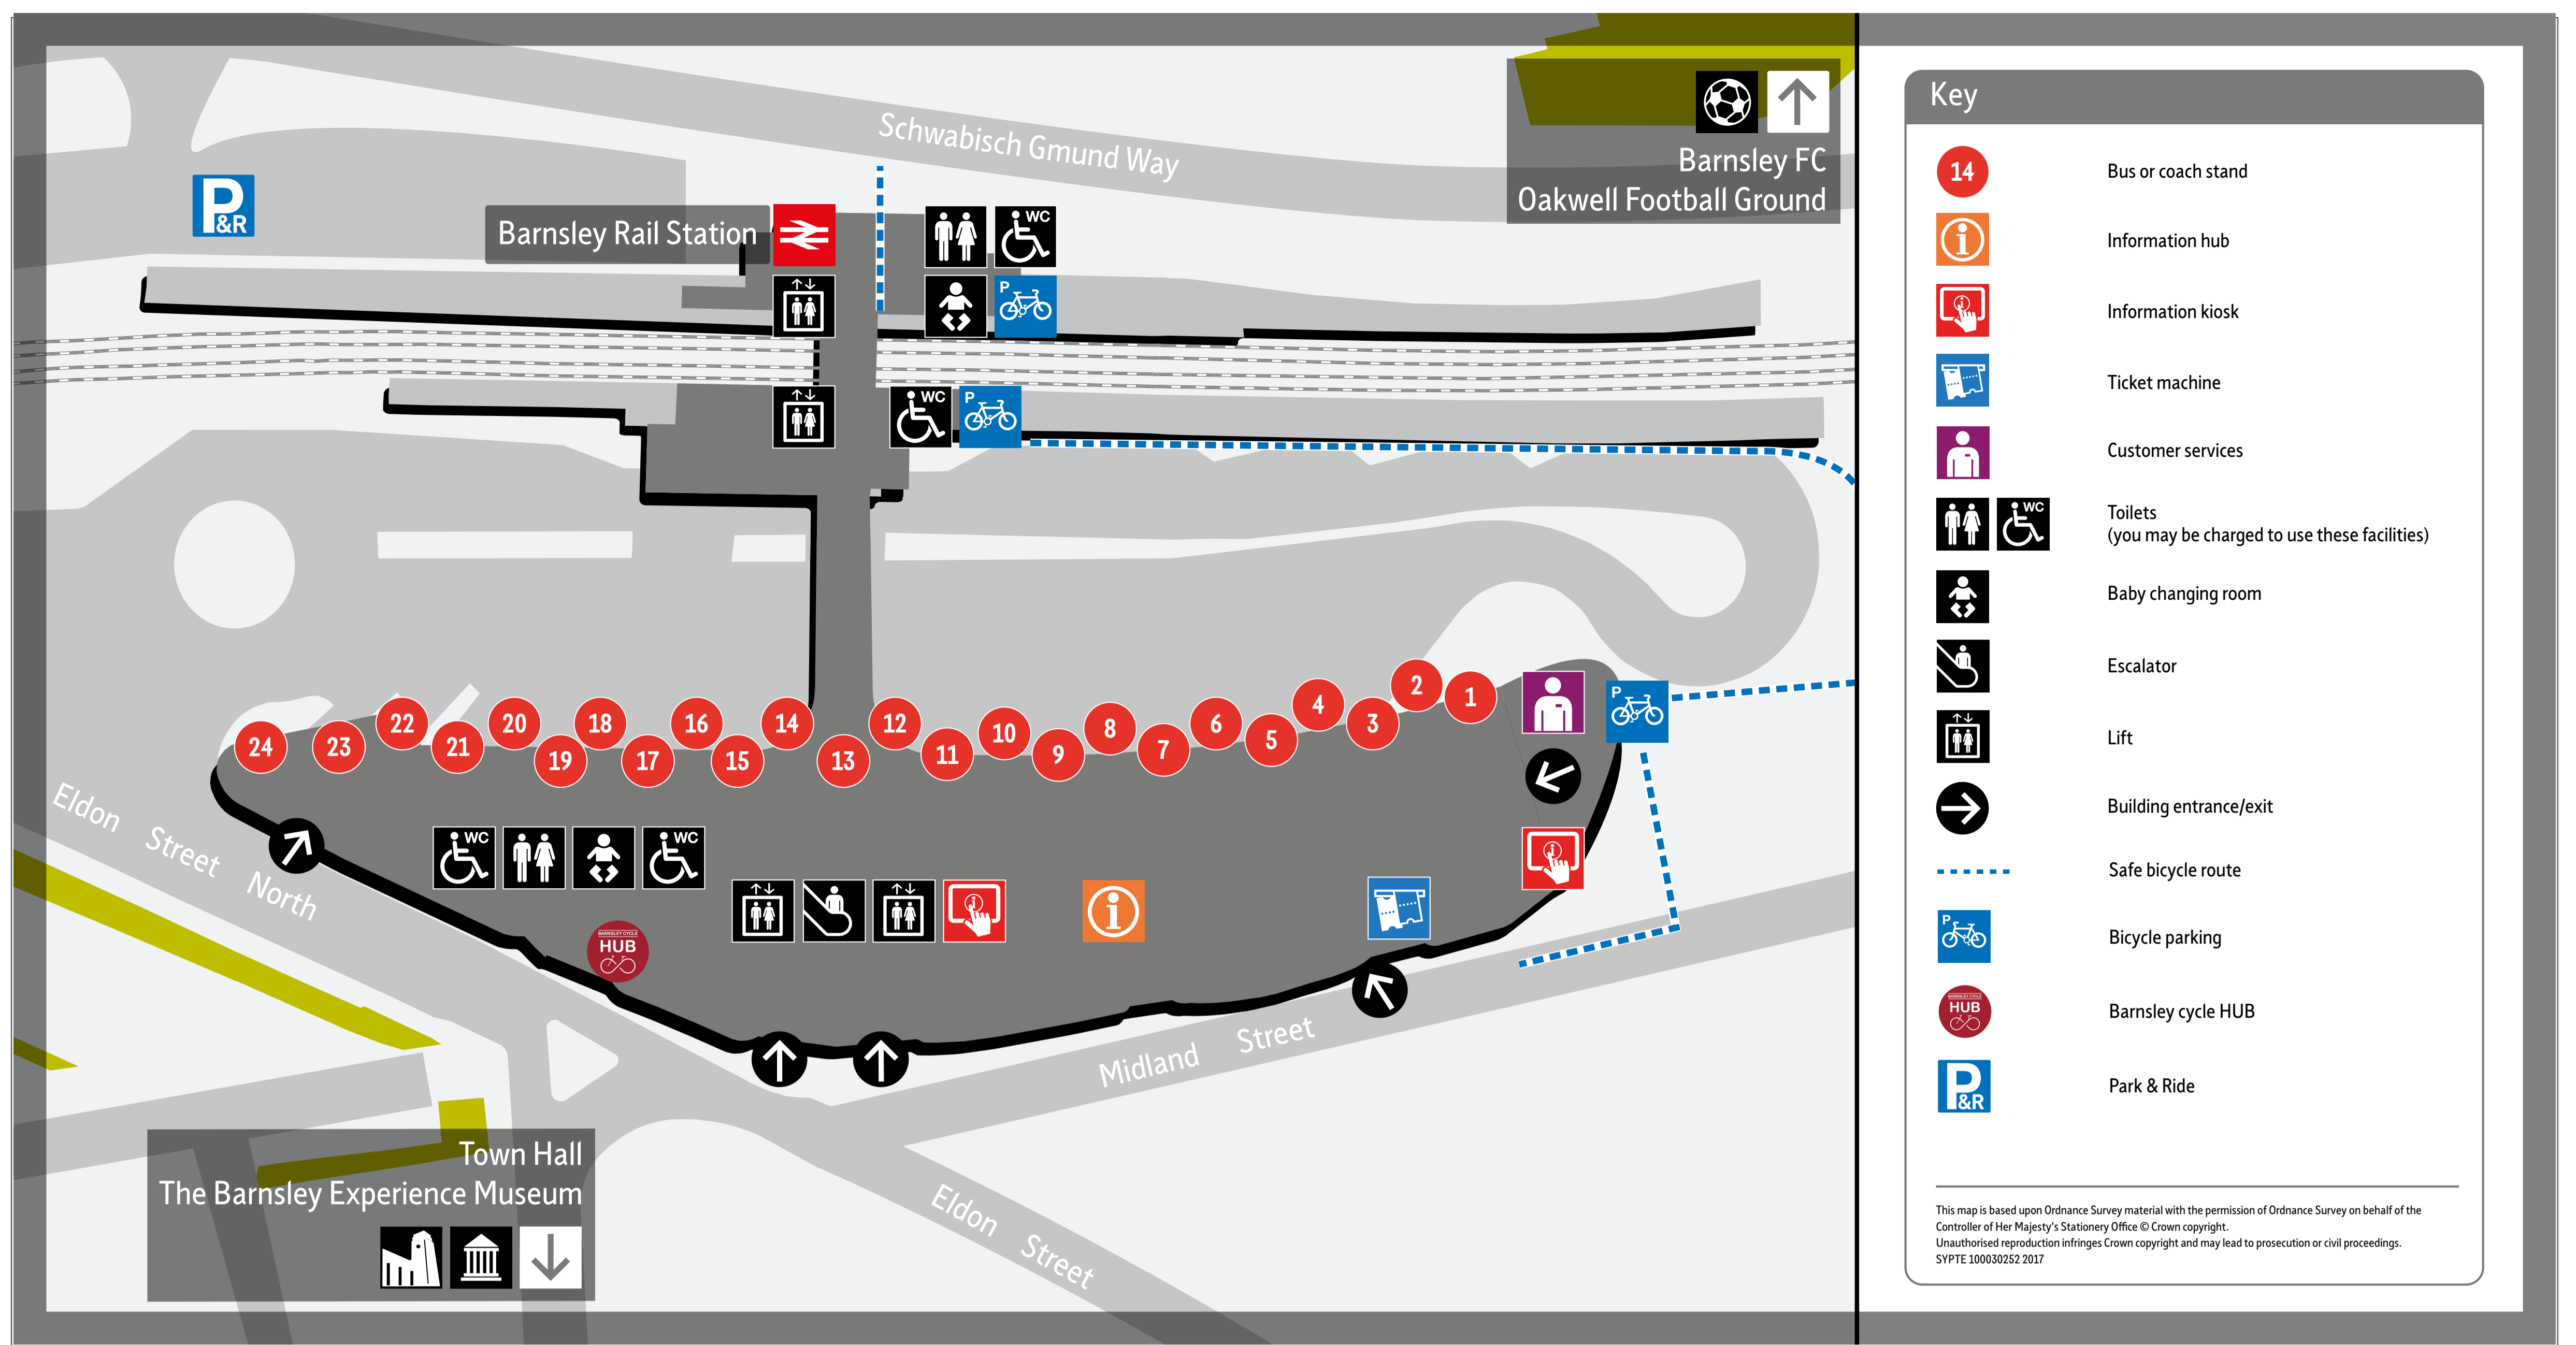 Schwabisch Gmund Way
Barnsley FC
Oakwell Football Ground
P
&R
Barnsley Rail Station
WC
P
WC
P
24
23
22
21
20
19
18
17
16
15
14
13
12
11
10
9
8
7
6
5
4
3
2
1
P
Eldon Street North
WC
WC
BARNSLEY CYCLE
HUB
Midland Street
Town Hall
The Barnsley Experience Museum
Eldon Street
Key
14
Bus or coach stand
Information hub
Information kiosk
Ticket machine
Customer services
WC
Toilets
(you may be charged to use these facilities)
Baby changing room
Escalator
Lift
Building entrance/exit
Safe bicycle route
P
Bicycle parking
BARNSLEY CYCLE
HUB
Barnsley cycle HUB
P
&R
Park & Ride
This map is based upon Ordnance Survey material with the permission of Ordnance Survey on behalf of the
Controller of Her Majesty's Stationery Office © Crown copyright.
Unauthorised reproduction infringes Crown copyright and may lead to prosecution or civil proceedings.
SYPTE 100030252 2017